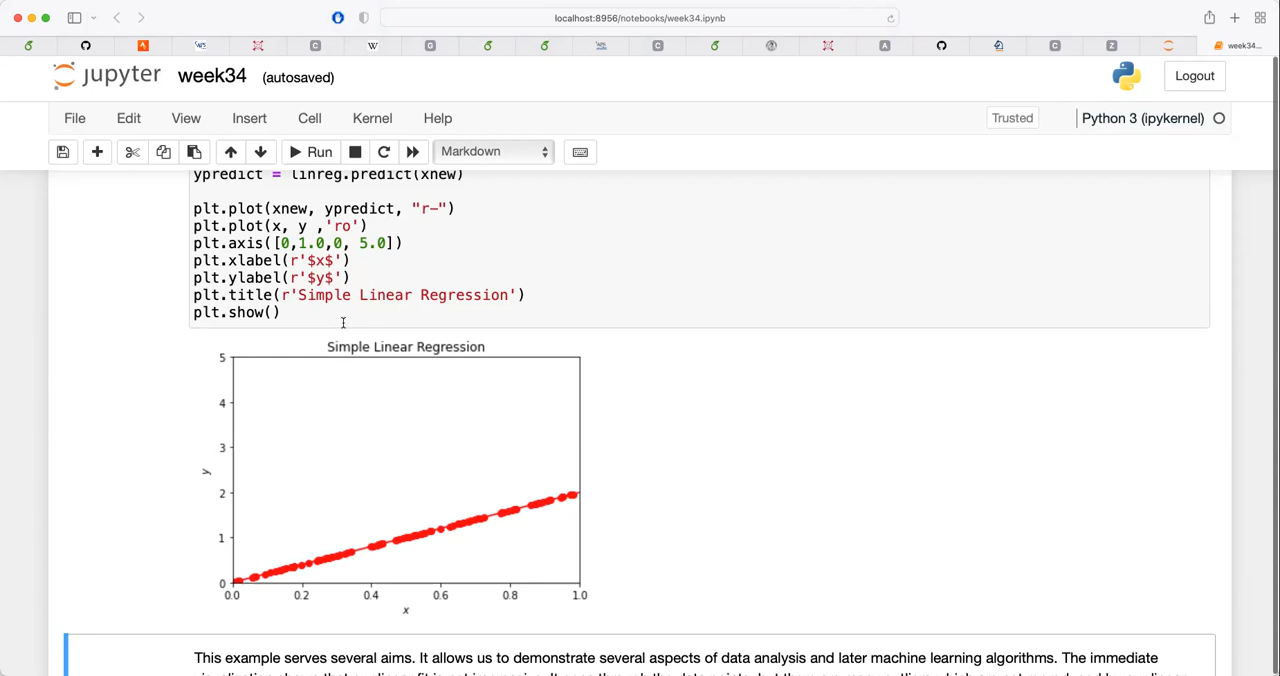 localhost:8956/notebooks/week34.ipynb
week34...
jupyter week34 (autosaved)
Logout
File Edit View Insert Cell Kernel Help
Trusted
Python 3 (ipykernel)
Run
Markdown
ypredict = linreg.predict(xnew)
plt.plot(xnew, ypredict, "r-")
plt.plot(x, y ,'ro')
plt.axis([0,1.0,0, 5.0])
plt.xlabel(r'$x$')
plt.ylabel(r'$y$')
plt.title(r'Simple Linear Regression')
plt.show()
Simple Linear Regression
5
4
3
y
2
1
0
0.0 0.2 0.4 0.6 0.8 1.0
x
This example serves several aims. It allows us to demonstrate several aspects of data analysis and later machine learning algorithms. The immediate